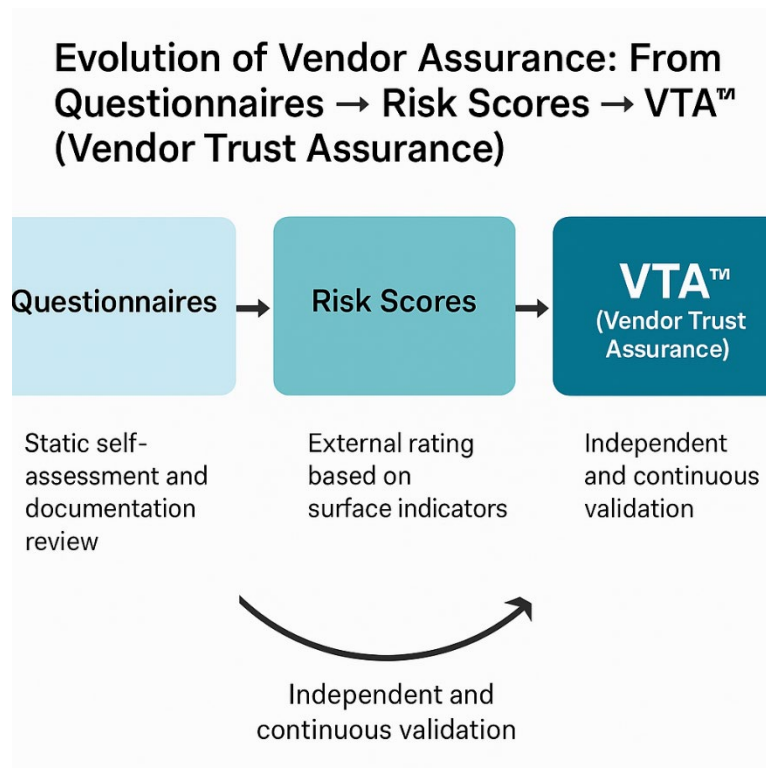 Evolution of Vendor Assurance: From
Questionnaires → Risk Scores → VTA™
(Vendor Trust Assurance)
Questionnaires
Risk Scores
VTA™
(Vendor Trust
Assurance)
Static self-
assessment and
documentation
review
External rating
based on
surface indicators
Independent
and continuous
validation
Independent and
continuous validation